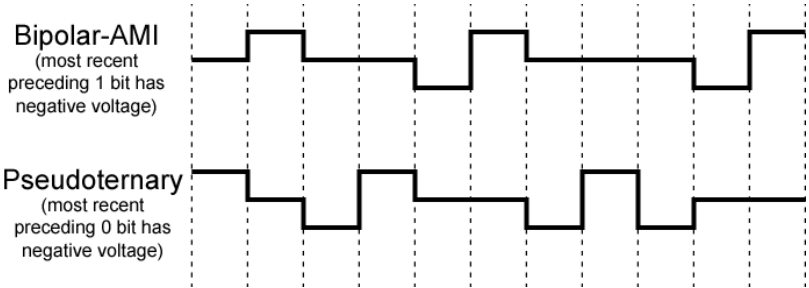 Bipolar-AMI
(most recent
preceding 1 bit has
negative voltage)
Pseudoternary
(most recent
preceding 0 bit has
negative voltage)